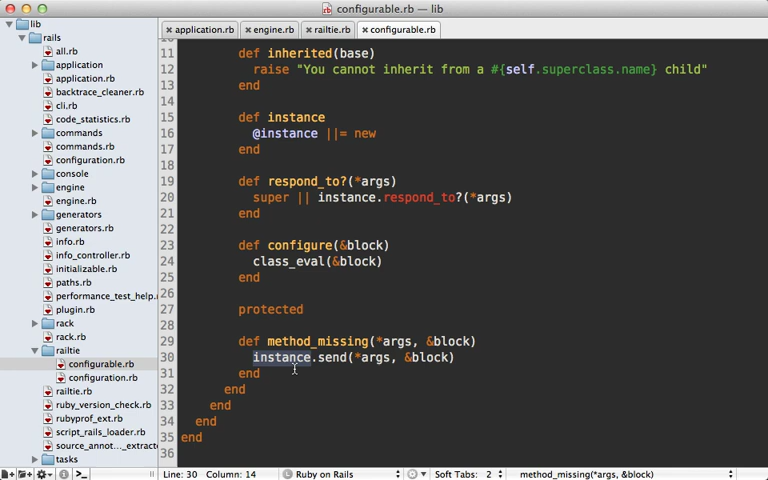 configurable.rb — lib
lib
rails
all.rb
application
application.rb
backtrace_cleaner.rb
cli.rb
code_statistics.rb
commands
commands.rb
configuration.rb
console
engine
engine.rb
generators
generators.rb
info.rb
info_controller.rb
initializable.rb
paths.rb
performance_test_help.
plugin.rb
rack
rack.rb
railtie
configurable.rb
configuration.rb
railtie.rb
ruby_version_check.rb
rubyprof_ext.rb
script_rails_loader.rb
source_annot..._extracto
tasks
application.rb
engine.rb
railtie.rb
configurable.rb
11 def inherited(base)
12 raise "You cannot inherit from a #{self.superclass.name} child"
13 end
14
15 def instance
16 @instance ||= new
17 end
18
19 def respond_to?(*args)
20 super || instance.respond_to?(*args)
21 end
22
23 def configure(&block)
24 class_eval(&block)
25 end
26
27 protected
28
29 def method_missing(*args, &block)
30 instance.send(*args, &block)
31 end
32 end
33 end
34 end
35 end
36
Line: 30 Column: 14
Ruby on Rails
Soft Tabs: 2
method_missing(*args, &block)